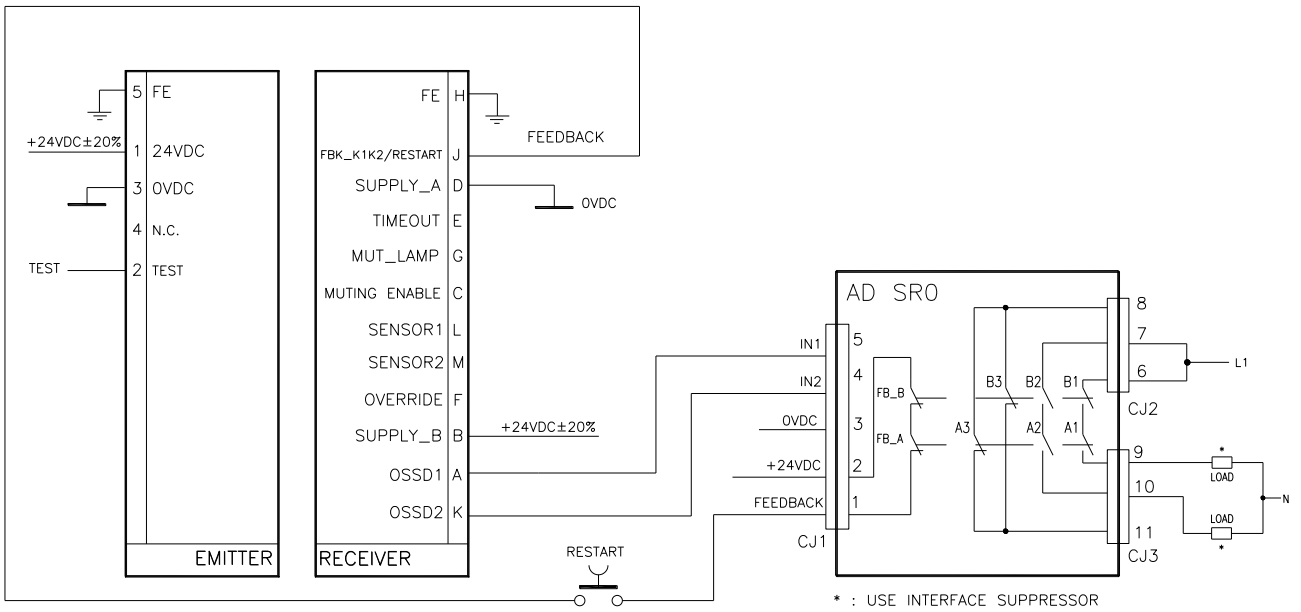 5 FE
+24VDC±20%
1 24VDC
3 0VDC
4 N.C.
TEST
2 TEST
EMITTER
FE H
FEEDBACK
FBK_K1K2/RESTART J
SUPPLY_A D
0VDC
TIMEOUT E
MUT_LAMP G
MUTING ENABLE C
SENSOR1 L
SENSOR2 M
OVERRIDE F
SUPPLY_B B
+24VDC±20%
OSSD1 A
OSSD2 K
RECEIVER
RESTART
AD SR0
IN1 5
IN2 4
0VDC 3
+24VDC 2
FEEDBACK 1
CJ1
FB_B
FB_A
B3 B2 B1
A3 A2 A1
8
7
6
L1
CJ2
9
10
11
CJ3
*
LOAD
N
LOAD
*
* : USE INTERFACE SUPPRESSOR